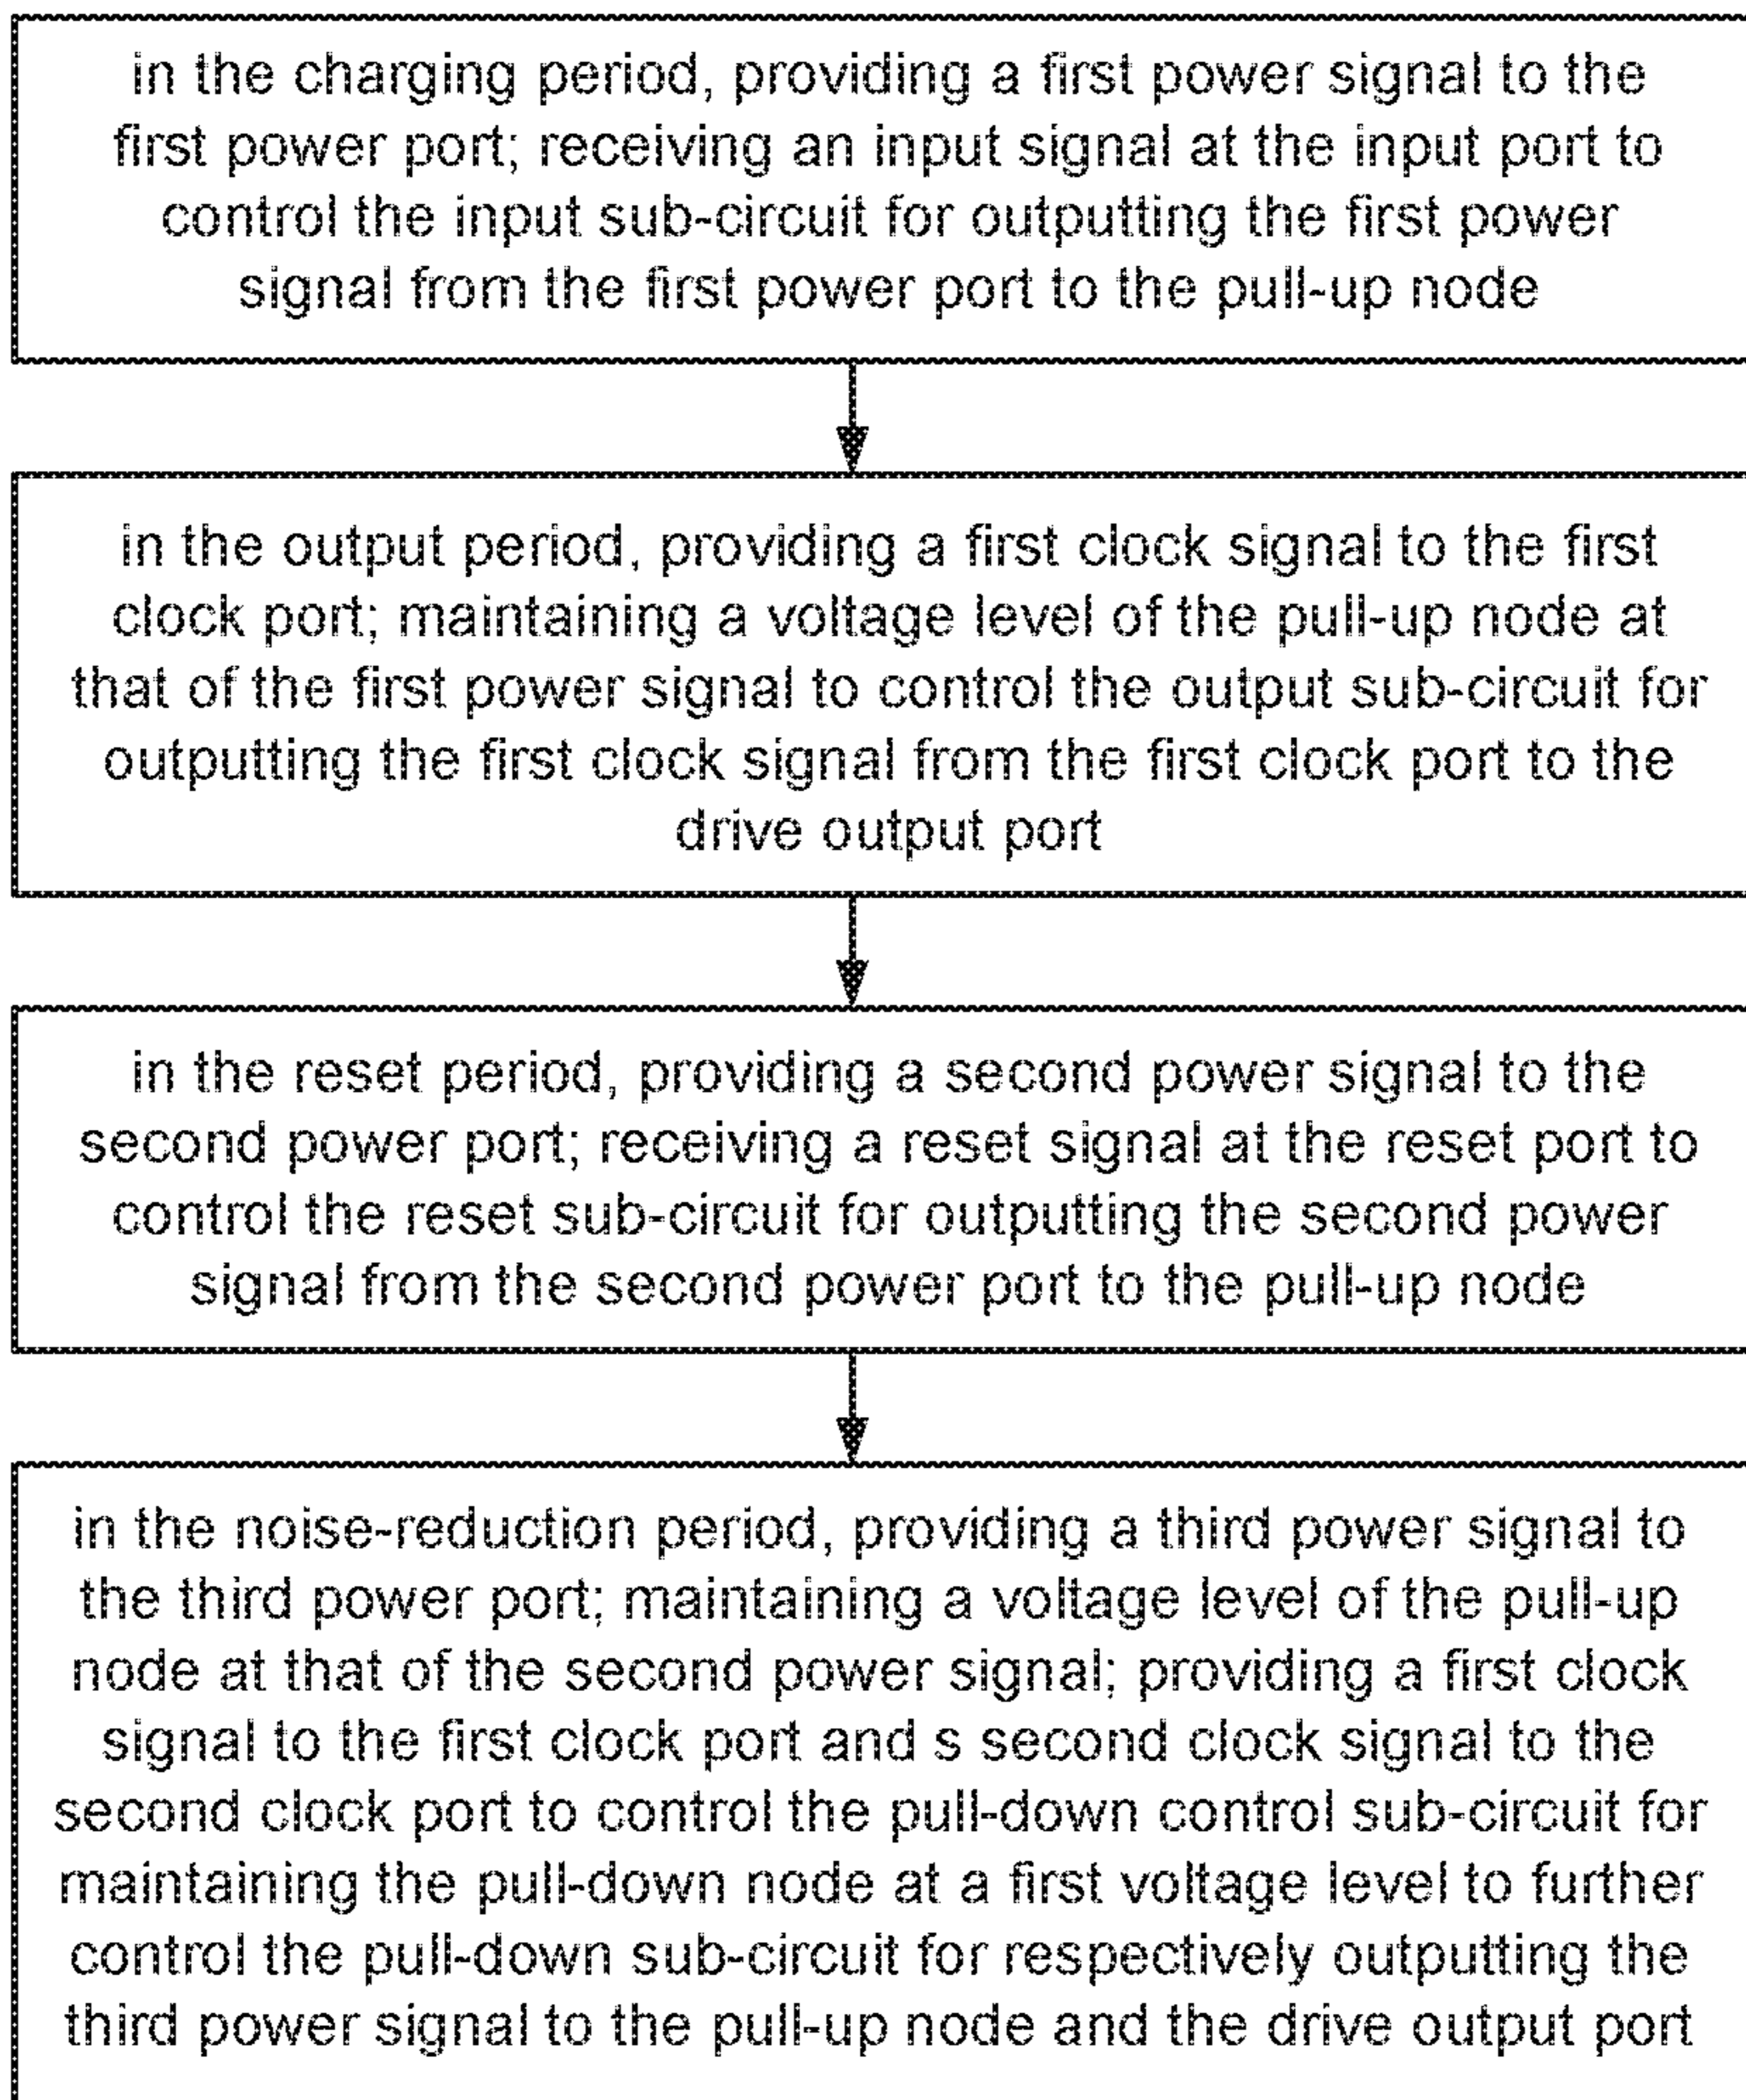 in the charging period, providing a first power signal to the
first power port; receiving an input signal at the input port to
control the input sub-circuit for outputting the first power
signal from the first power port to the pull-up node
in the output period, providing a first clock signal to the first
clock port; maintaining a voltage level of the pull-up node at
that of the first power signal to control the output sub-circuit for
outputting the first clock signal from the first clock port to the
drive output port
in the reset period, providing a second power signal to the
second power port; receiving a reset signal at the reset port to
control the reset sub-circuit for outputting the second power
signal from the second power port to the pull-up node
in the noise-reduction period, providing a third power signal to
the third power port; maintaining a voltage level of the pull-up
node at that of the second power signal; providing a first clock
signal to the first clock port and s second clock signal to the
second clock port to control the pull-down control sub-circuit for
maintaining the pull-down node at a first voltage level to further
control the pull-down sub-circuit for respectively outputting the
third power signal to the pull-up node and the drive output port